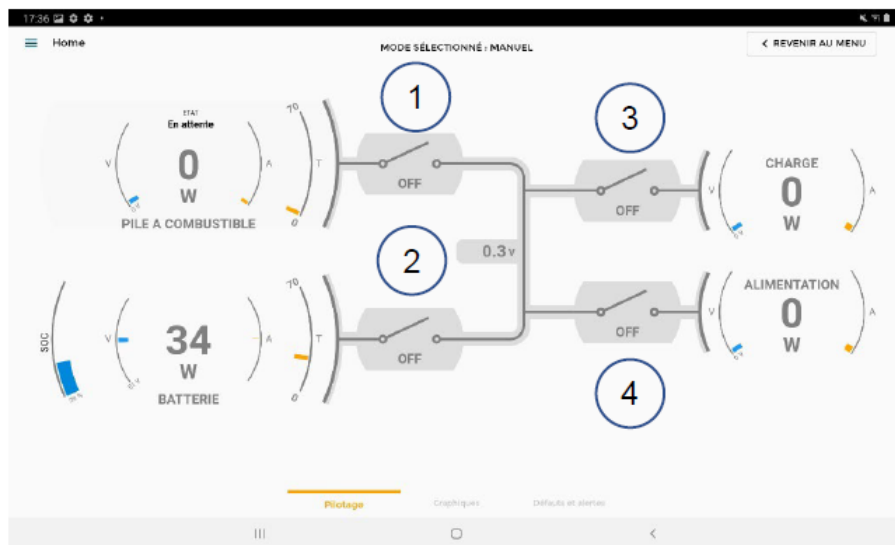 17:36
Home
MODE SÉLECTIONNÉ : MANUEL
< REVENIR AU MENU
1
ETAT
En attente
0
W
PILE A COMBUSTIBLE
V
A
70
T
0
OFF
3
OFF
CHARGE
0
W
V
A
2
0.3 v
SOC
V
34
W
BATTERIE
A
70
T
0
OFF
OFF
4
ALIMENTATION
0
W
V
A
Pilotage
Graphiques
Défauts et alertes